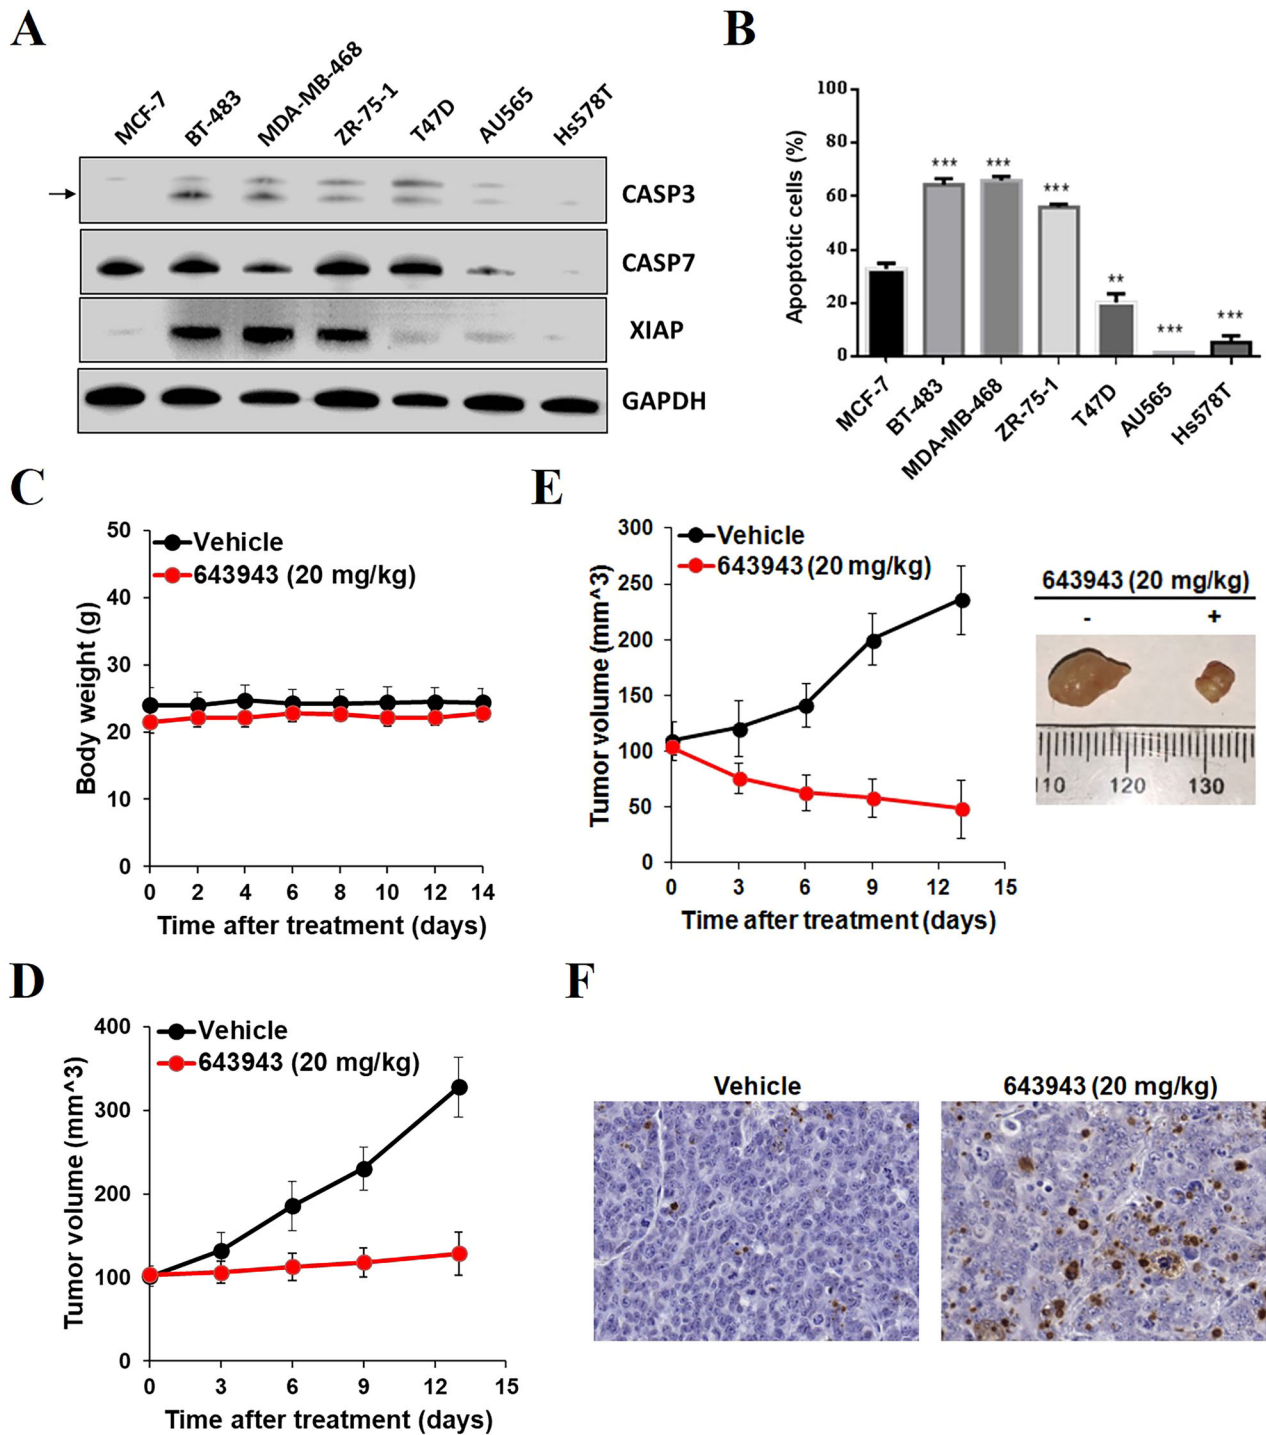 A
MCF-7
BT-483
MDA-MB-468
ZR-75-1
T47D
AU565
Hs578T
CASP3
CASP7
XIAP
GAPDH
B
Apoptotic cells (%)
100
80
60
40
20
0
***
***
***
**
***
***
MCF-7
BT-483
MDA-MB-468
ZR-75-1
T47D
AU565
Hs578T
C
Body weight (g)
50
40
30
20
10
0
Vehicle
643943 (20 mg/kg)
0 2 4 6 8 10 12 14
Time after treatment (days)
E
Tumor volume (mm^3)
300
250
200
150
100
50
0
Vehicle
643943 (20 mg/kg)
0 3 6 9 12 15
Time after treatment (days)
643943 (20 mg/kg)
- +
110 120 130
D
Tumor volume (mm^3)
400
300
200
100
0
Vehicle
643943 (20 mg/kg)
0 3 6 9 12 15
Time after treatment (days)
F
Vehicle
643943 (20 mg/kg)